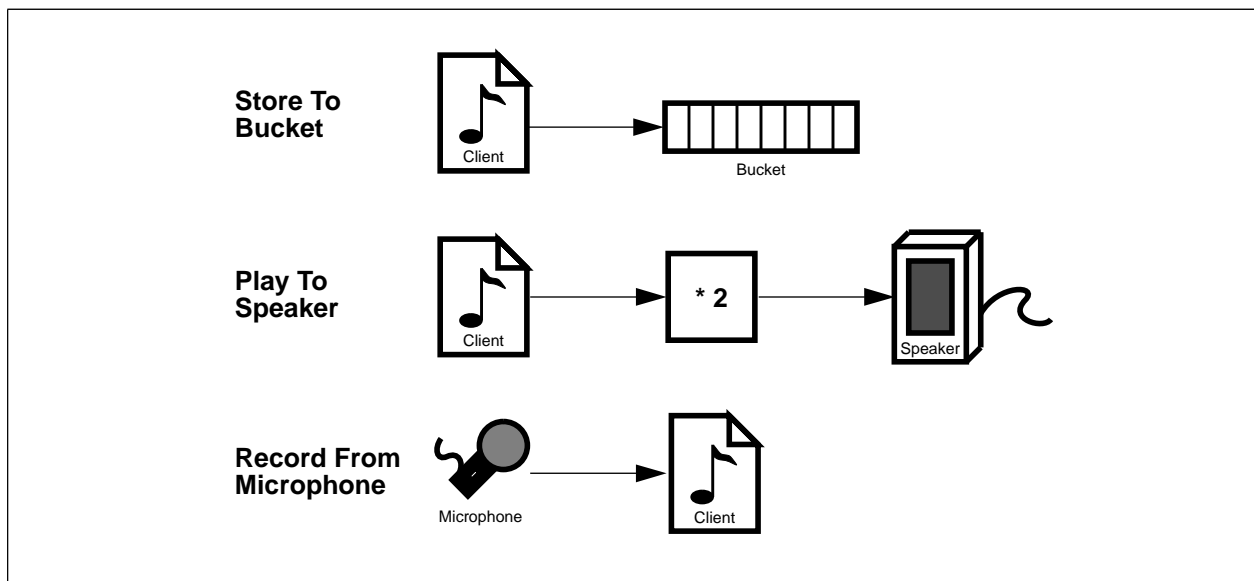 Store To
Bucket
Client
Bucket
Play To
Speaker
Client
* 2
Speaker
Record From
Microphone
Microphone
Client